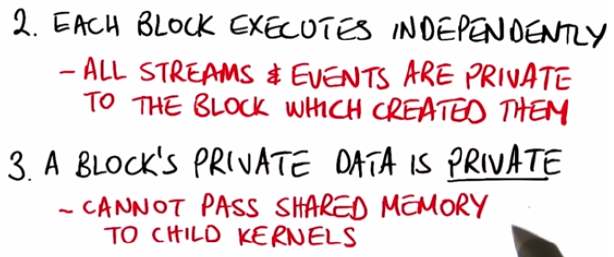 2. EACH BLOCK EXECUTES INDEPENDENTLY
- ALL STREAMS & EVENTS ARE PRIVATE
TO THE BLOCK WHICH CREATED THEM
3. A BLOCK'S PRIVATE DATA IS PRIVATE
- CANNOT PASS SHARED MEMORY
TO CHILD KERNELS